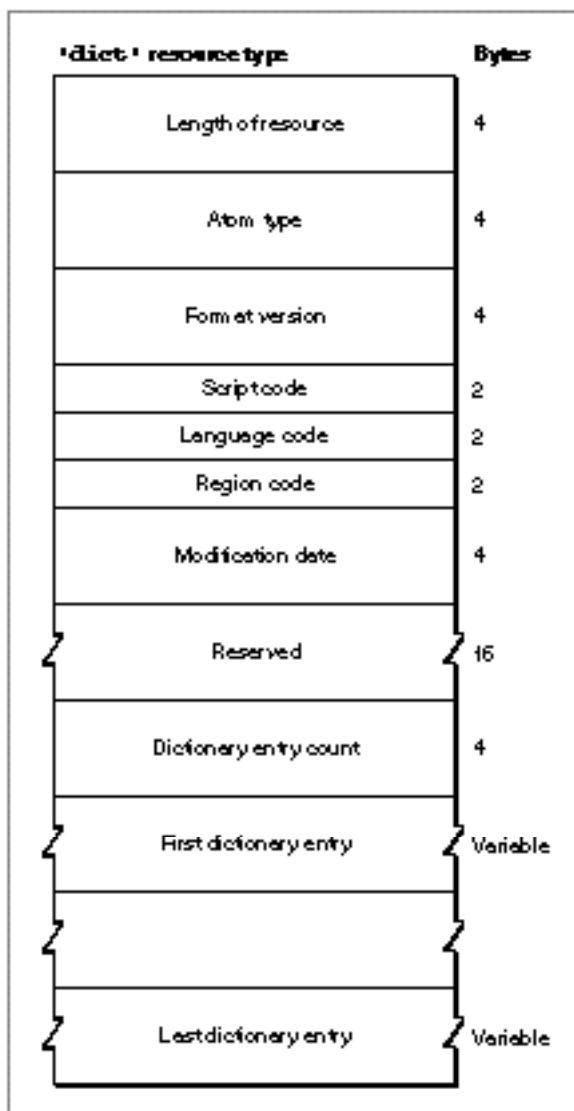 'dict' resource type Bytes
Length of resource 4
Atom type 4
Format version 4
Script code 2
Language code 2
Region code 2
Modification date 4
Reserved 16
Dictionary entry count 4
First dictionary entry Variable
Last dictionary entry Variable